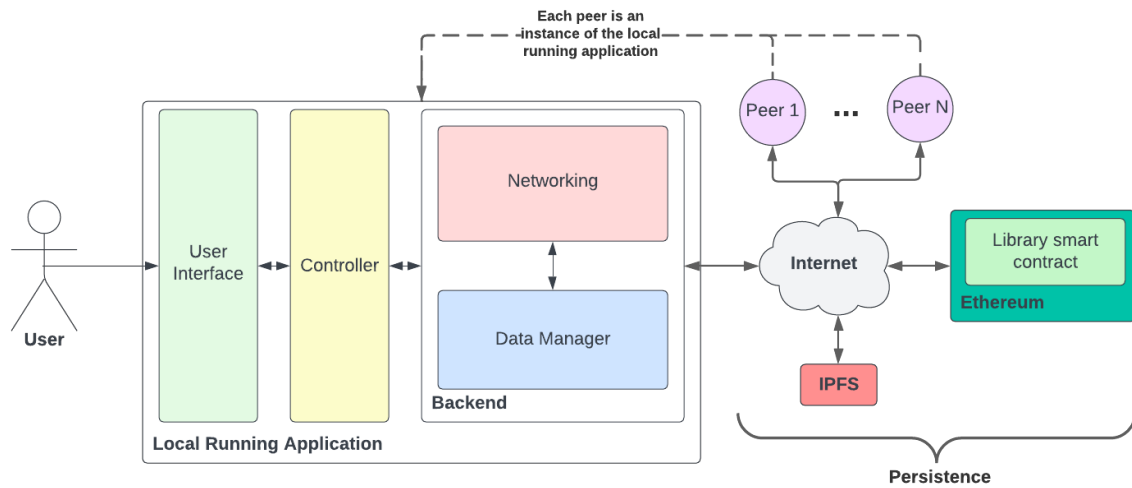 Each peer is an
instance of the local
running application
Peer 1
...
Peer N
Networking
User
Interface
Controller
Data Manager
Backend
Local Running Application
User
Internet
Library smart
contract
Ethereum
IPFS
Persistence